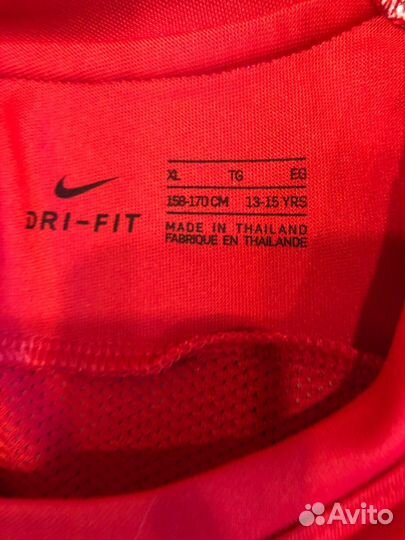 XL TG EG
158-170 CM 13-15 YRS
DRI-FIT
MADE IN THAILAND
FABRIQUE EN THAILANDE
Avito